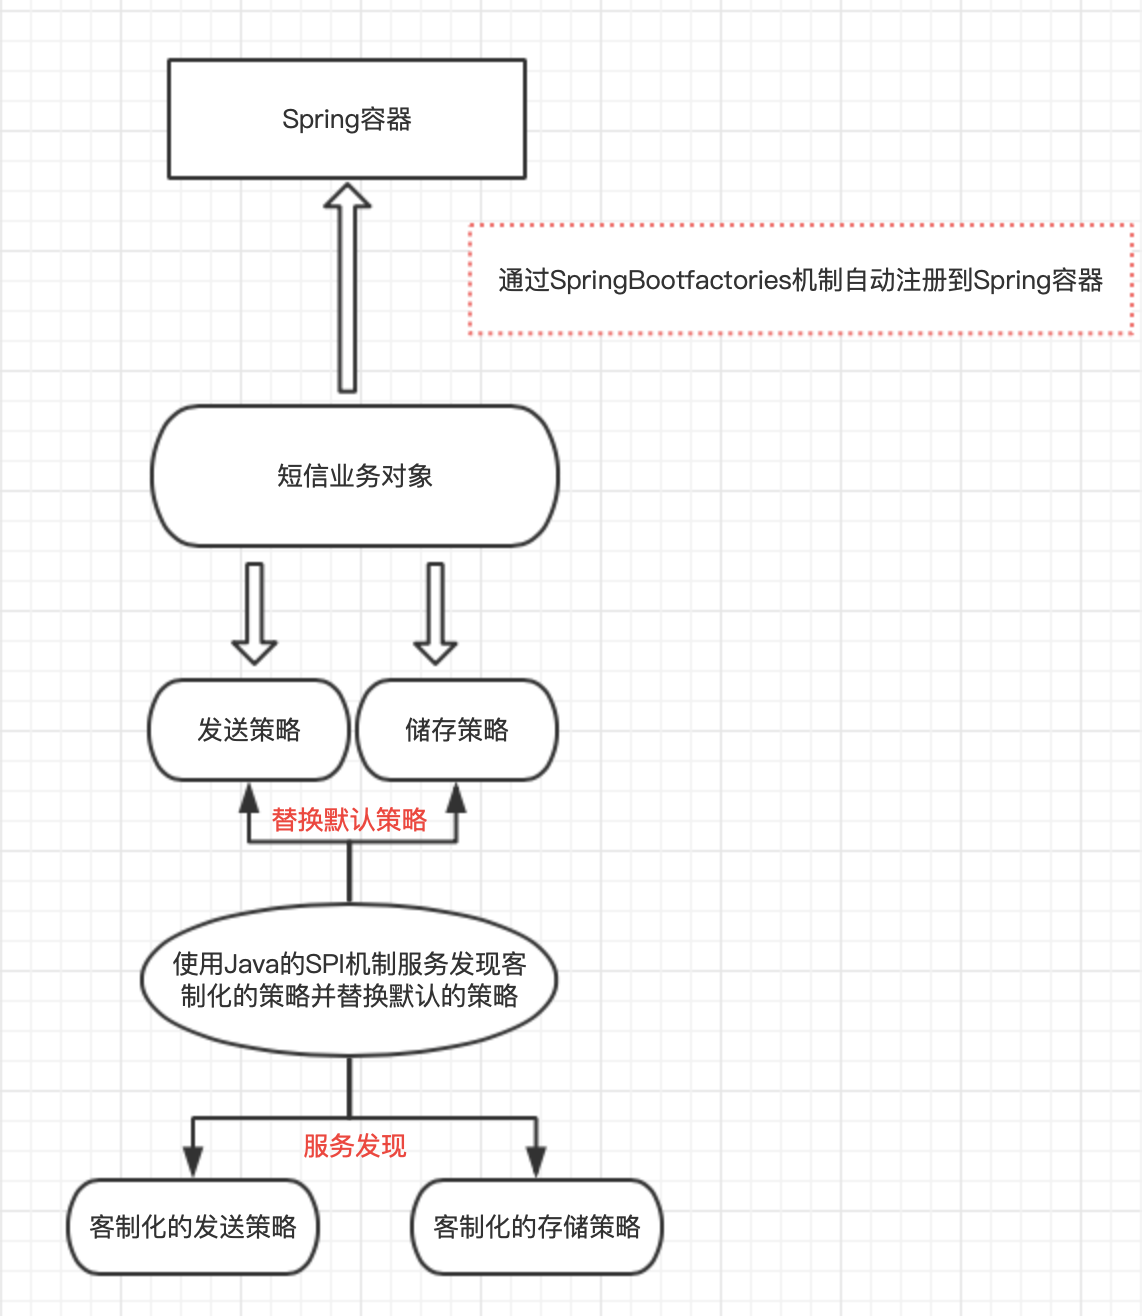 Spring容器
通过SpringBootfactories机制自动注册到Spring容器
短信业务对象
发送策略
储存策略
替换默认策略
使用Java的SPI机制服务发现客
制化的策略并替换默认的策略
服务发现
客制化的发送策略
客制化的存储策略